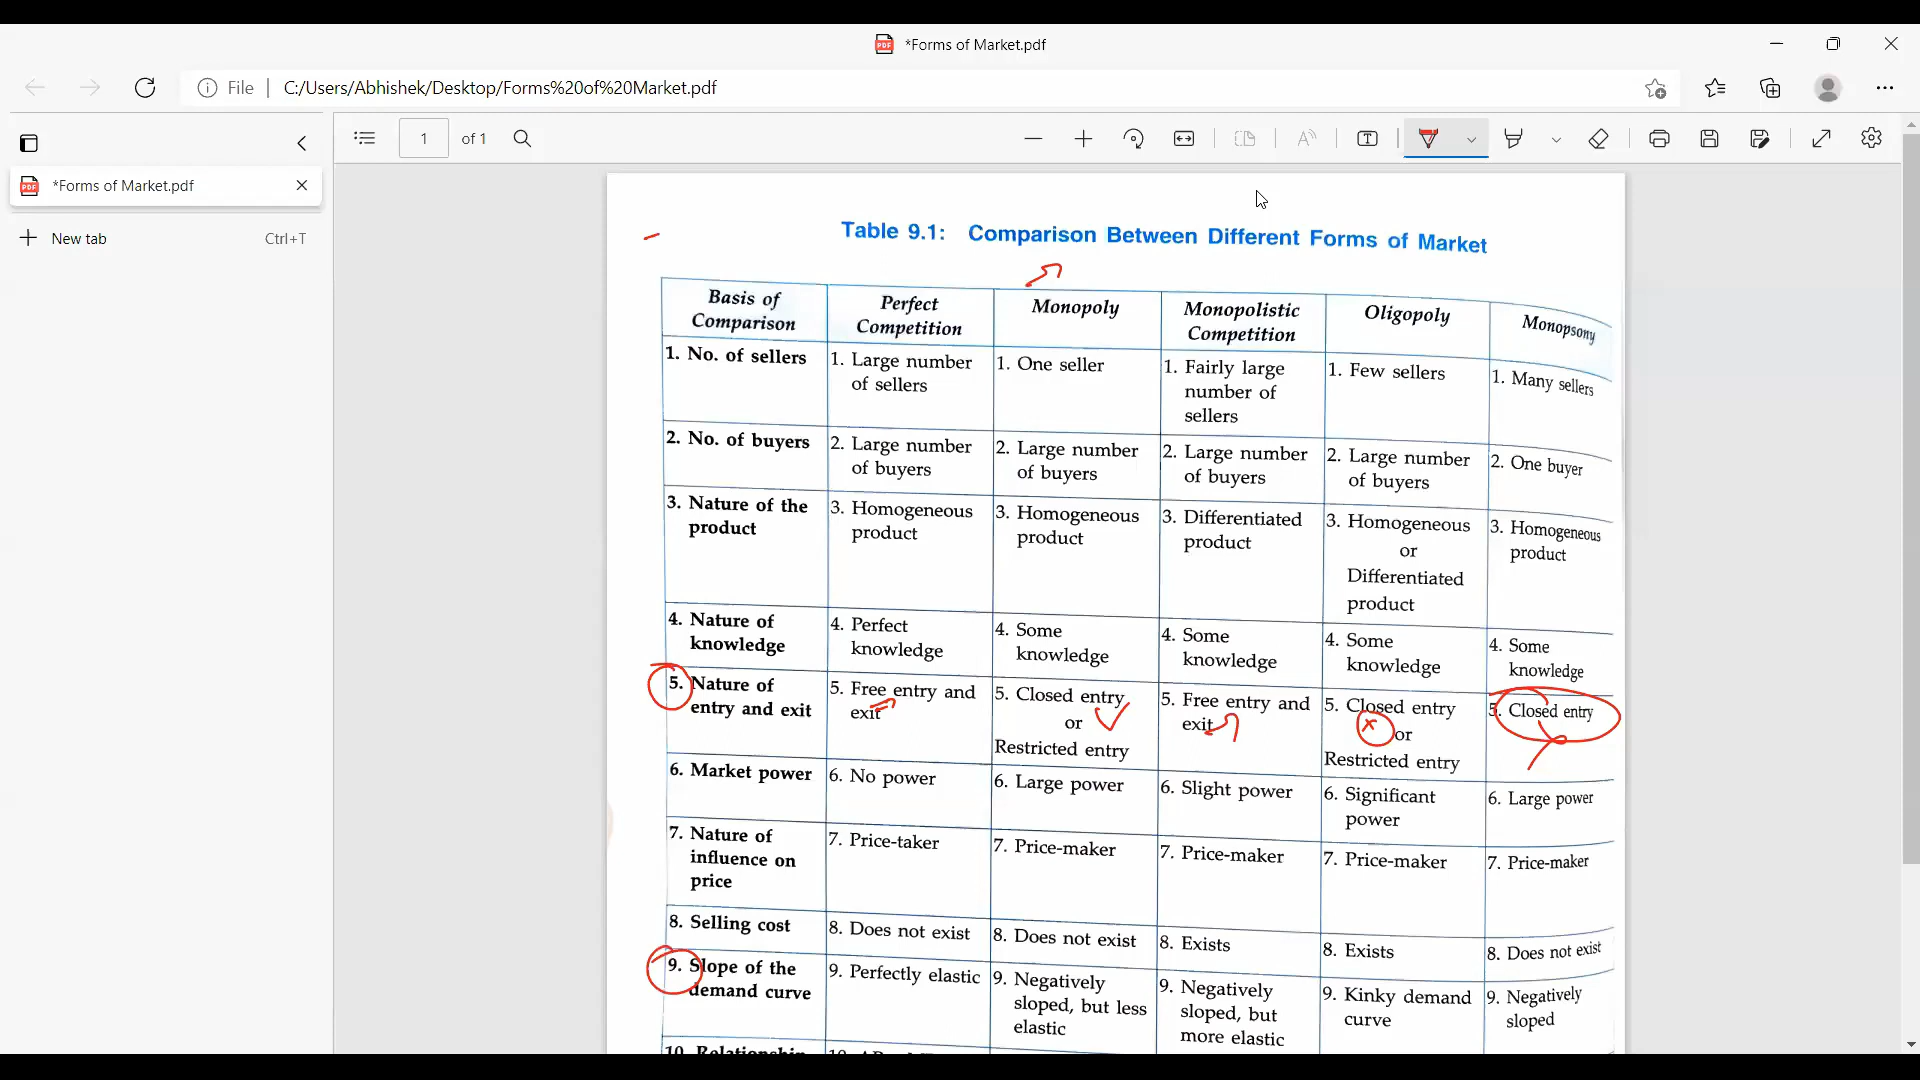 *Forms of Market.pdf
File
C:/Users/Abhishek/Desktop/Forms%20of%20Market.pdf
*Forms of Market.pdf
New tab Ctrl+T
1 of 1
Table 9.1: Comparison Between Different Forms of Market
Basis of
Comparison
Perfect
Competition
Monopoly
Monopolistic
Competition
Oligopoly
Monopsony
1. No. of sellers
1. Large number
of sellers
1. One seller
1. Fairly large
number of
sellers
1. Few sellers
1. Many sellers
2. No. of buyers
2. Large number
of buyers
2. Large number
of buyers
2. Large number
of buyers
2. Large number
of buyers
2. One buyer
3. Nature of the
product
3. Homogeneous
product
3. Homogeneous
product
3. Differentiated
product
3. Homogeneous
or
Differentiated
product
3. Homogeneous
product
4. Nature of
knowledge
4. Perfect
knowledge
4. Some
knowledge
4. Some
knowledge
4. Some
knowledge
4. Some
knowledge
5. Nature of
entry and exit
5. Free entry and
exit
5. Closed entry
or
Restricted entry
5. Free entry and
exit
5. Closed entry
or
Restricted entry
5. Closed entry
6. Market power
6. No power
6. Large power
6. Slight power
6. Significant
power
6. Large power
7. Nature of
influence on
price
7. Price-taker
7. Price-maker
7. Price-maker
7. Price-maker
7. Price-maker
8. Selling cost
8. Does not exist
8. Does not exist
8. Exists
8. Exists
8. Does not exist
9. Slope of the
demand curve
9. Perfectly elastic
9. Negatively
sloped, but less
elastic
9. Negatively
sloped, but
more elastic
9. Kinky demand
curve
9. Negatively
sloped
10. Relationship